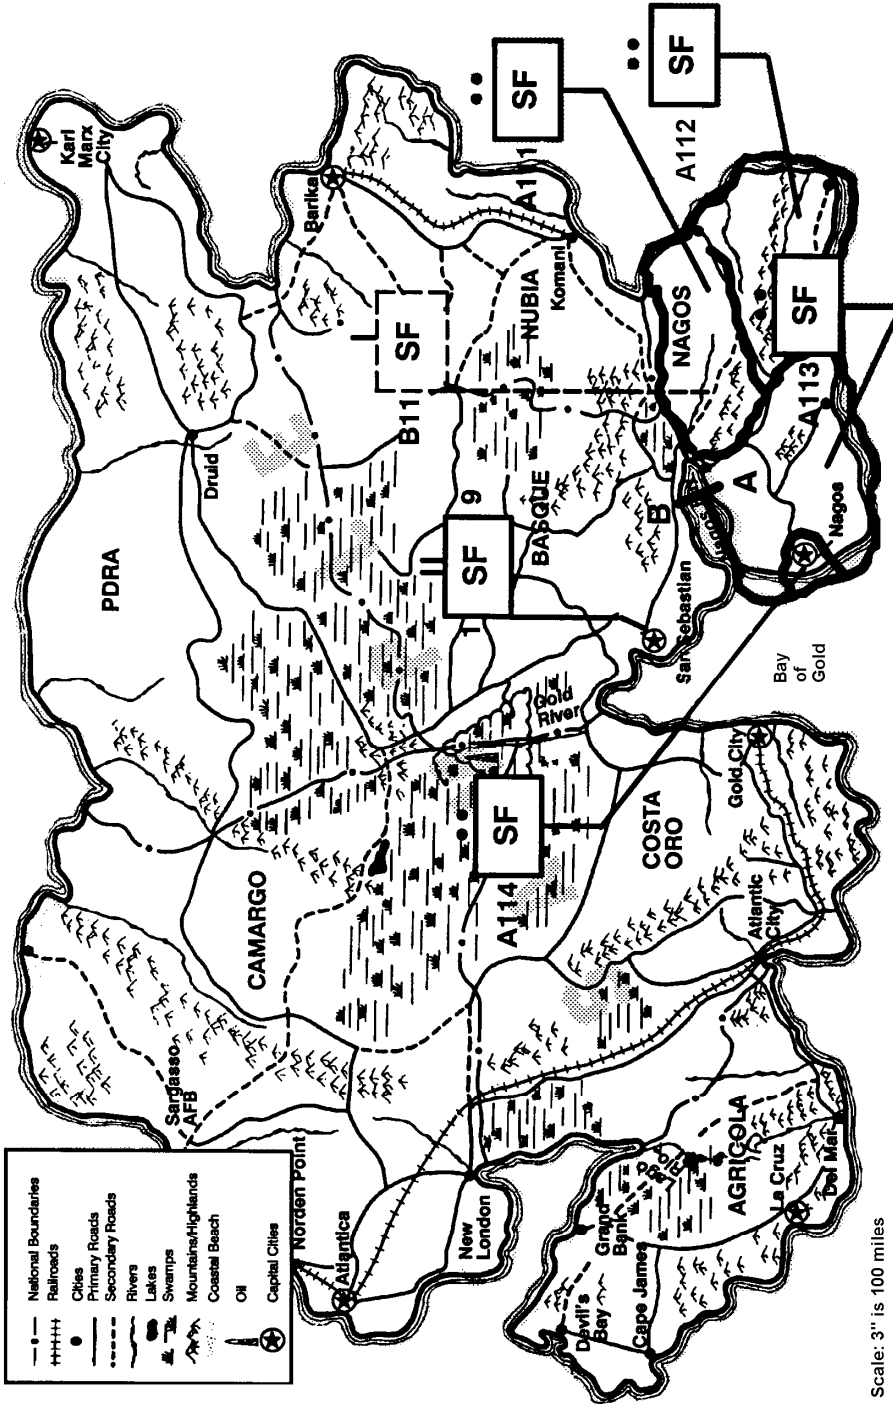 National Boundaries
Railroads
Cities
Primary Roads
Secondary Roads
Rivers
Lakes
Swamps
Mountains/Highlands
Coastal Beach
Oil
Capital Cities
Karl
Marx
City
PDRA
Druid
Barika
SF
B111
NUBIA
Komani
A111
SF
A112
SF
NAGOS
SF
A113
A
B
Nagos
BASQUE
1
SF
9
San Sebastian
Bay
of
Gold
Gold
River
SF
A114
COSTA
ORO
Gold City
Atlantic
City
CAMARGO
Sargasso
AFB
Norden Point
Atlantica
New
London
Grand
Bank
Devil's
Bay
Cape James
AGRICOLA
La Cruz
Del Mar
Scale: 3" is 100 miles